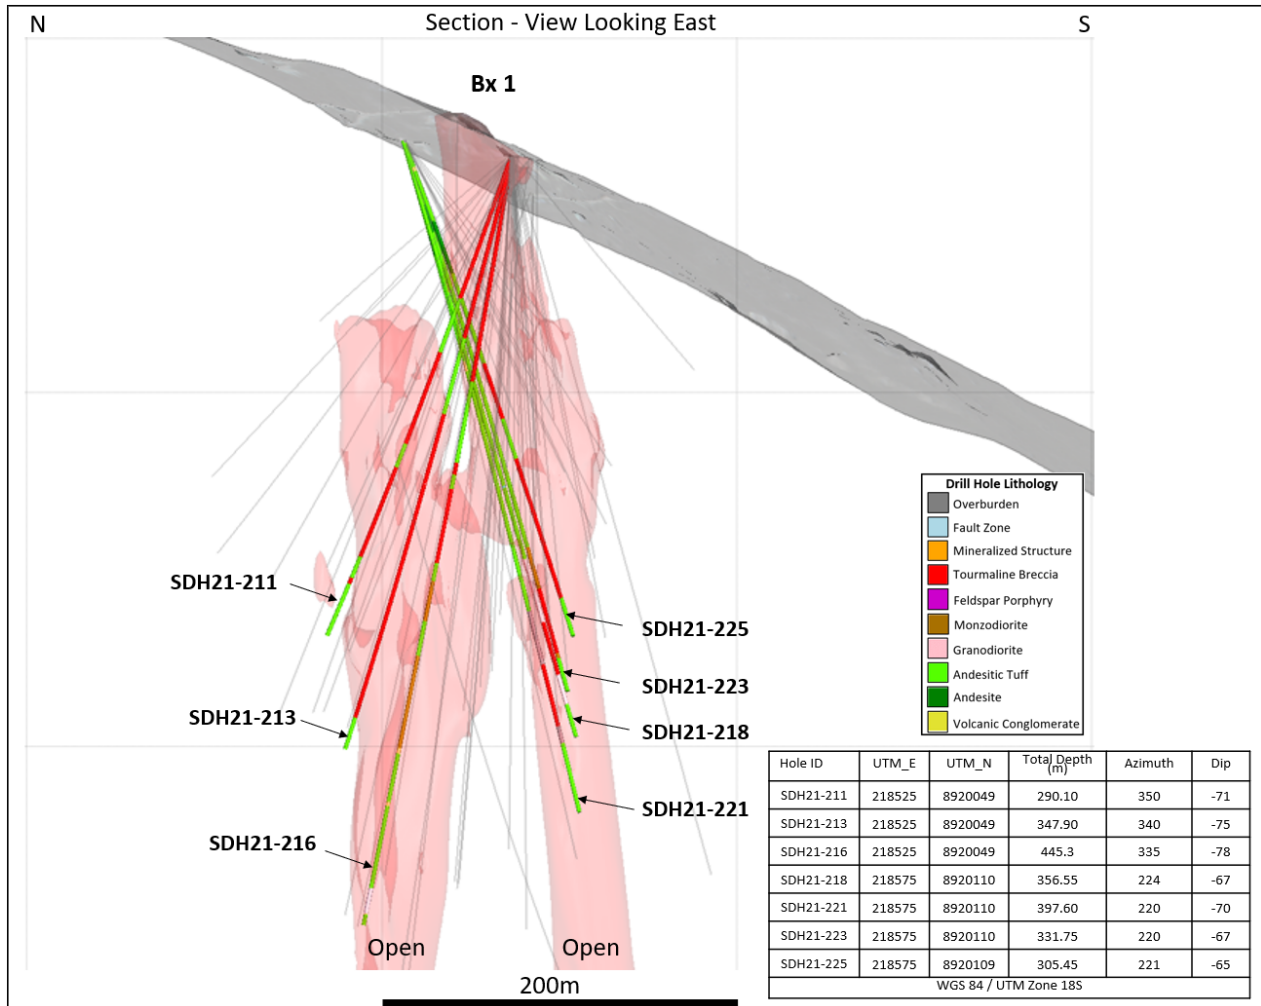 N
Section - View Looking East
S
Bx 1
SDH21-211
SDH21-213
SDH21-216
SDH21-225
SDH21-223
SDH21-218
SDH21-221
Open
Open
200m
Drill Hole Lithology
Overburden
Fault Zone
Mineralized Structure
Tourmaline Breccia
Feldspar Porphyry
Monzodiorite
Granodiorite
Andesitic Tuff
Andesite
Volcanic Conglomerate
Hole ID UTM_E UTM_N Total Depth (m) Azimuth Dip
SDH21-211 218525 8920049 290.10 350 -71
SDH21-213 218525 8920049 347.90 340 -75
SDH21-216 218525 8920049 445.3 335 -78
SDH21-218 218575 8920110 356.55 224 -67
SDH21-221 218575 8920110 397.60 220 -70
SDH21-223 218575 8920110 331.75 220 -67
SDH21-225 218575 8920109 305.45 221 -65
WGS 84 / UTM Zone 18S